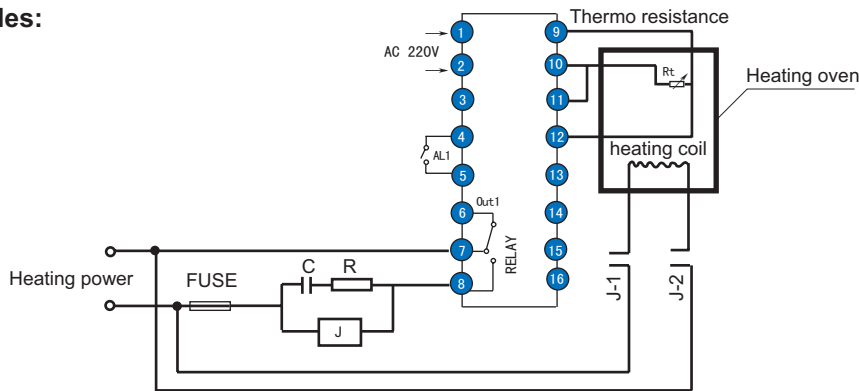 les:
Thermo resistance
1
9
AC 220V
2
10
Rt
Heating oven
3
11
4
12
AL1
heating coil
5
13
6
Out1
14
7
15
RELAY
8
16
Heating power
FUSE
C
R
J
J-1
J-2